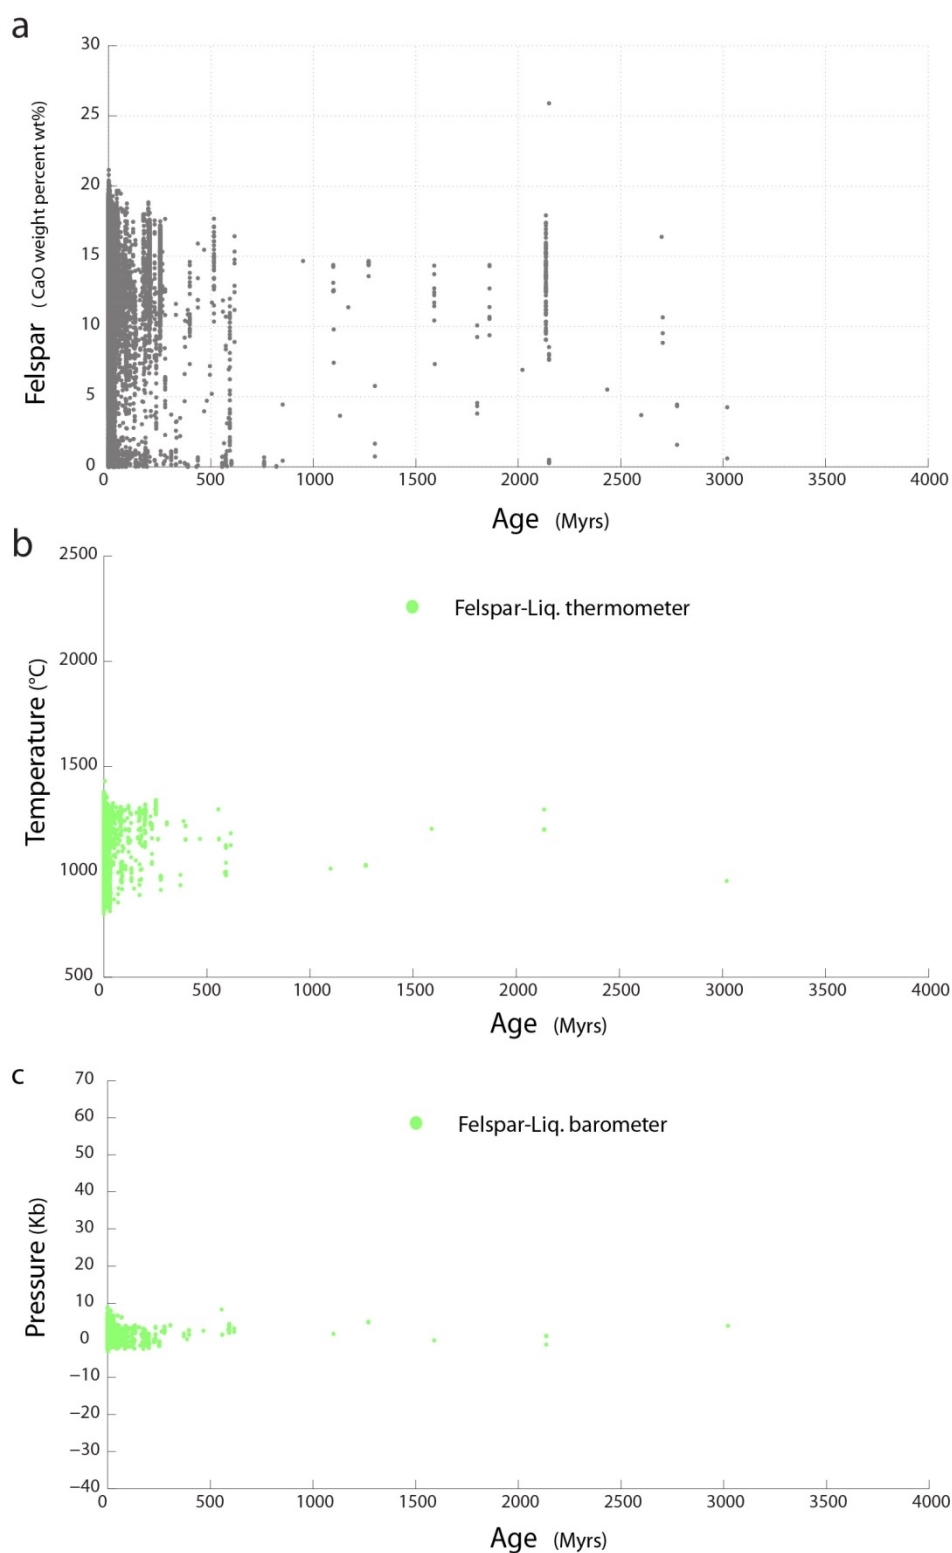 a
30
25
20
15
10
5
0
Felspar ( CaO weight percent wt%)
0 500 1000 1500 2000 2500 3000 3500 4000
Age (Myrs)
b
2500
2000
1500
1000
500
Temperature (°C)
Felspar-Liq. thermometer
0 500 1000 1500 2000 2500 3000 3500 4000
Age (Myrs)
c
70
60
50
40
30
20
10
0
−10
−20
−30
−40
Pressure (Kb)
Felspar-Liq. barometer
0 500 1000 1500 2000 2500 3000 3500 4000
Age (Myrs)